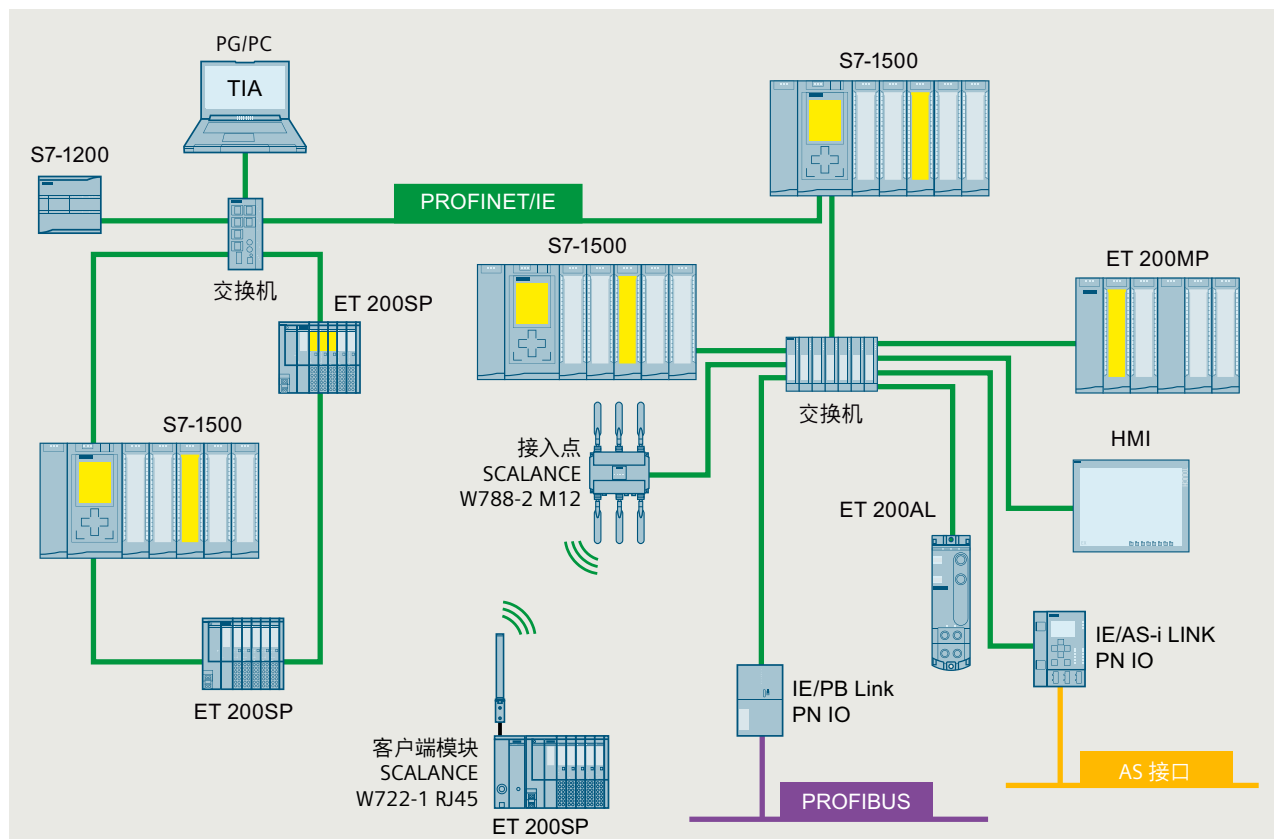 PG/PC
TIA
S7-1200
PROFINET/IE
S7-1500
S7-1500
ET 200MP
交换机
ET 200SP
交换机
S7-1500
接入点
SCALANCE
W788-2 M12
HMI
ET 200AL
IE/AS-i LINK
PN IO
IE/PB Link
PN IO
ET 200SP
客户端模块
SCALANCE
W722-1 RJ45
ET 200SP
AS 接口
PROFIBUS